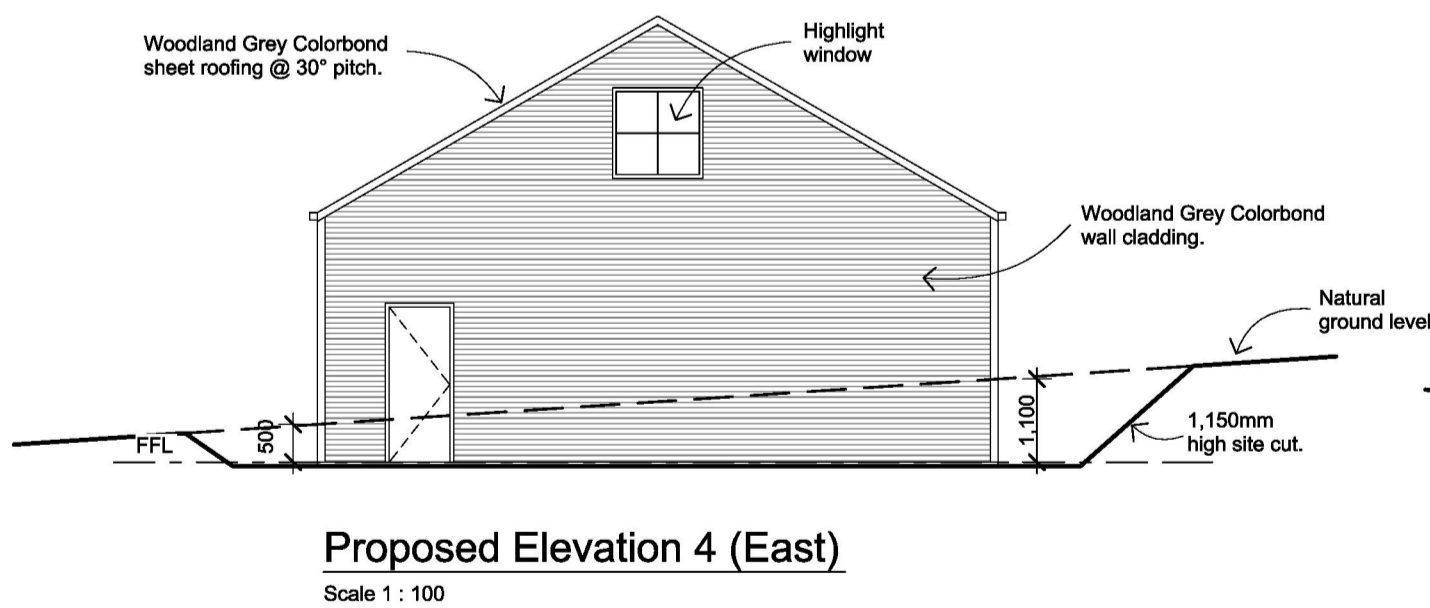 Woodland Grey Colorbond
sheet roofing @ 30° pitch.
Highlight
window
Woodland Grey Colorbond
wall cladding.
Natural
ground level
FFL
500
1,100
1,150mm
high site cut.
Proposed Elevation 4 (East)
Scale 1 : 100